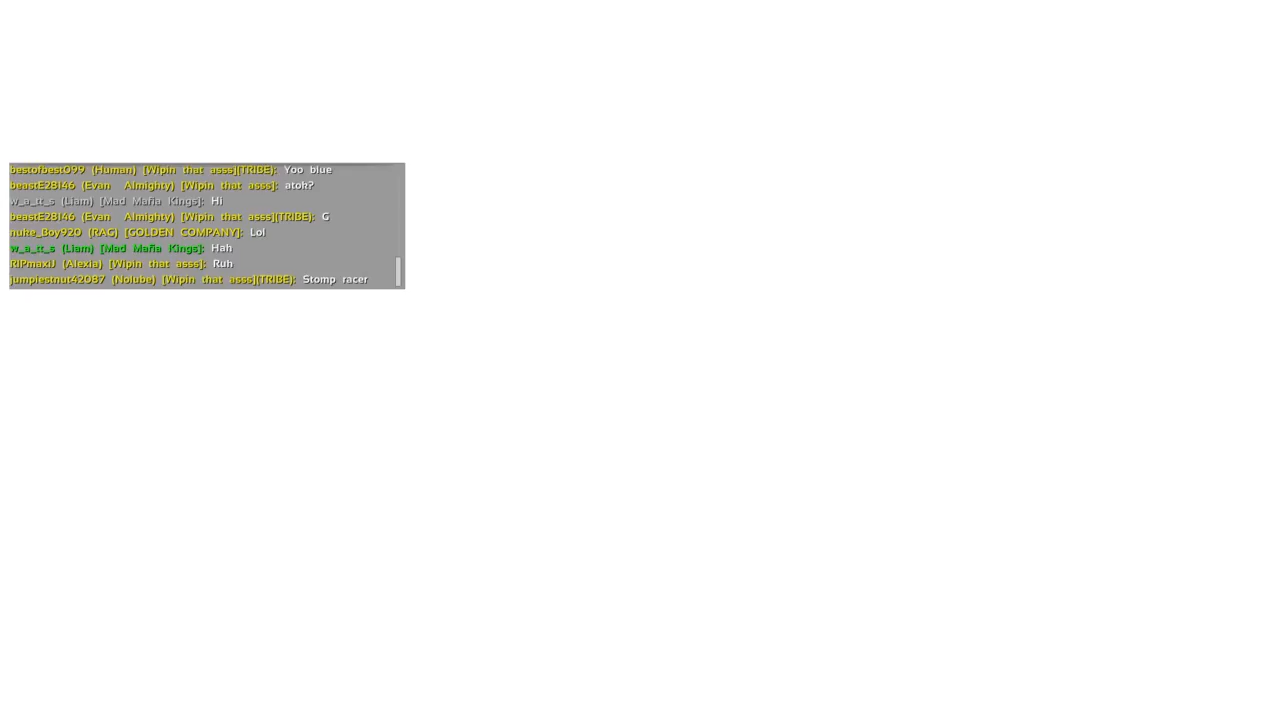 bestofbest099 (Human) [Wipin that asss](TRIBE): Yoo blue
beastE28146 (Evan Almighty) [Wipin that asss]: atok?
w_a_tt_s (Liam) [Mad Mafia Kings]: Hi
beastE28146 (Evan Almighty) [Wipin that asss](TRIBE): G
nuke_Boy920 (RAG) [GOLDEN COMPANY]: Lol
w_a_tt_s (Liam) [Mad Mafia Kings]: Hah
RIPmaxiJ (Alexia) [Wipin that asss]: Ruh
jumpiestnut42087 (Nolube) [Wipin that asss](TRIBE): Stomp racer